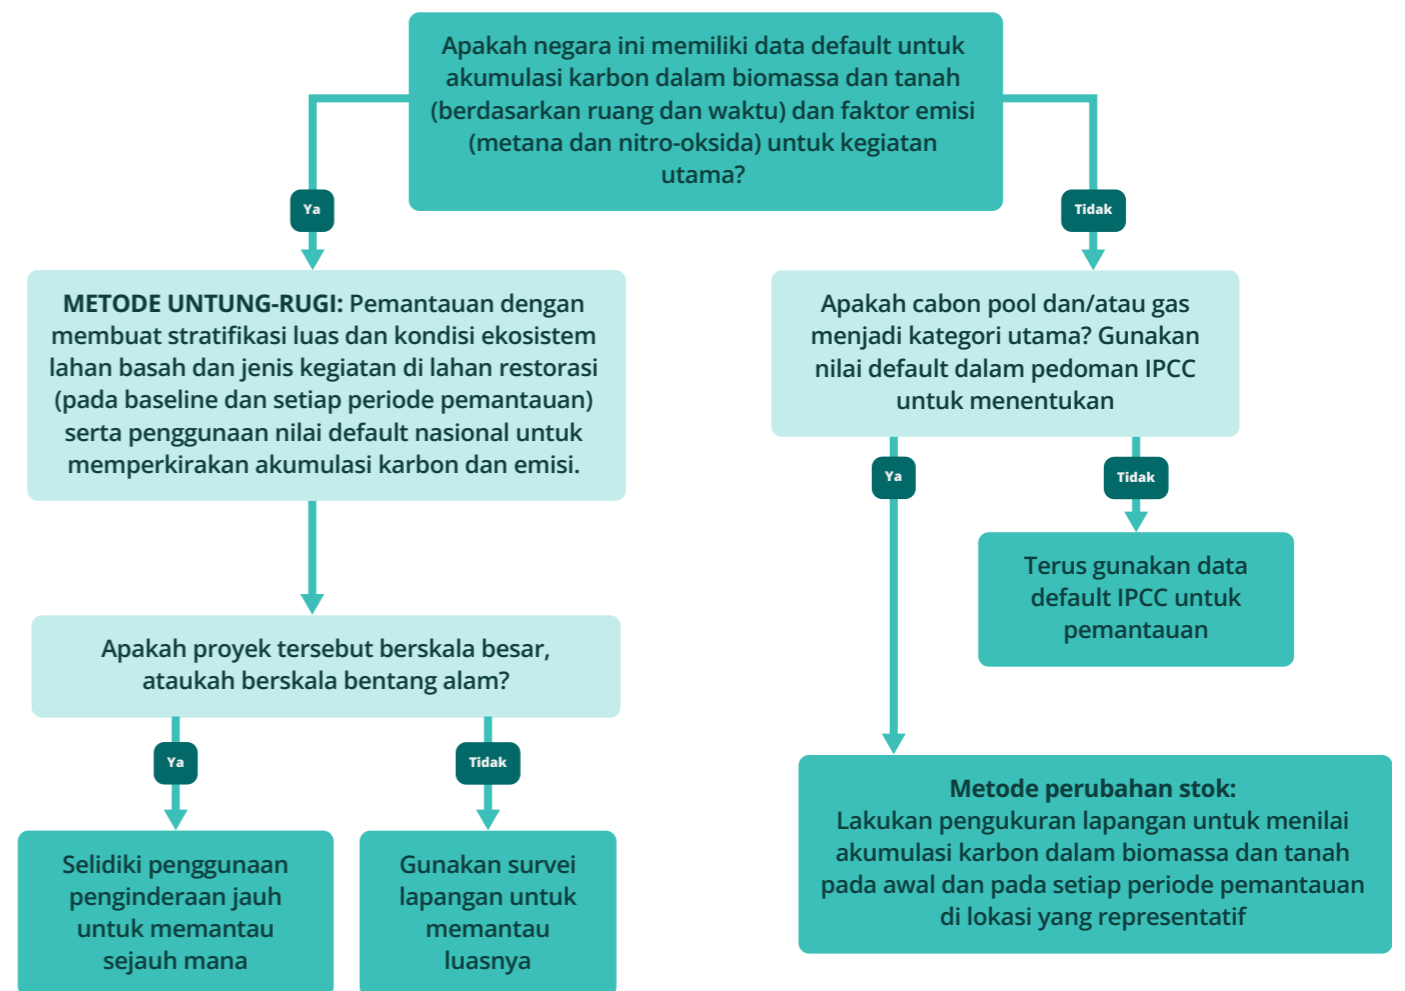 Apakah negara ini memiliki data default untuk
akumulasi karbon dalam biomassa dan tanah
(berdasarkan ruang dan waktu) dan faktor emisi
(metana dan nitro-oksida) untuk kegiatan
utama?
Ya
Tidak
METODE UNTUNG-RUGI: Pemantauan dengan
membuat stratifikasi luas dan kondisi ekosistem
lahan basah dan jenis kegiatan di lahan restorasi
(pada baseline dan setiap periode pemantauan)
serta penggunaan nilai default nasional untuk
memperkirakan akumulasi karbon dan emisi.
Apakah cabon pool dan/atau gas
menjadi kategori utama? Gunakan
nilai default dalam pedoman IPCC
untuk menentukan
Ya
Tidak
Terus gunakan data
default IPCC untuk
pemantauan
Apakah proyek tersebut berskala besar,
ataukah berskala bentang alam?
Ya
Tidak
Selidiki penggunaan
penginderaan jauh
untuk memantau
sejauh mana
Gunakan survei
lapangan untuk
memantau
luasnya
Metode perubahan stok:
Lakukan pengukuran lapangan untuk menilai
akumulasi karbon dalam biomassa dan tanah
pada awal dan pada setiap periode pemantauan
di lokasi yang representatif